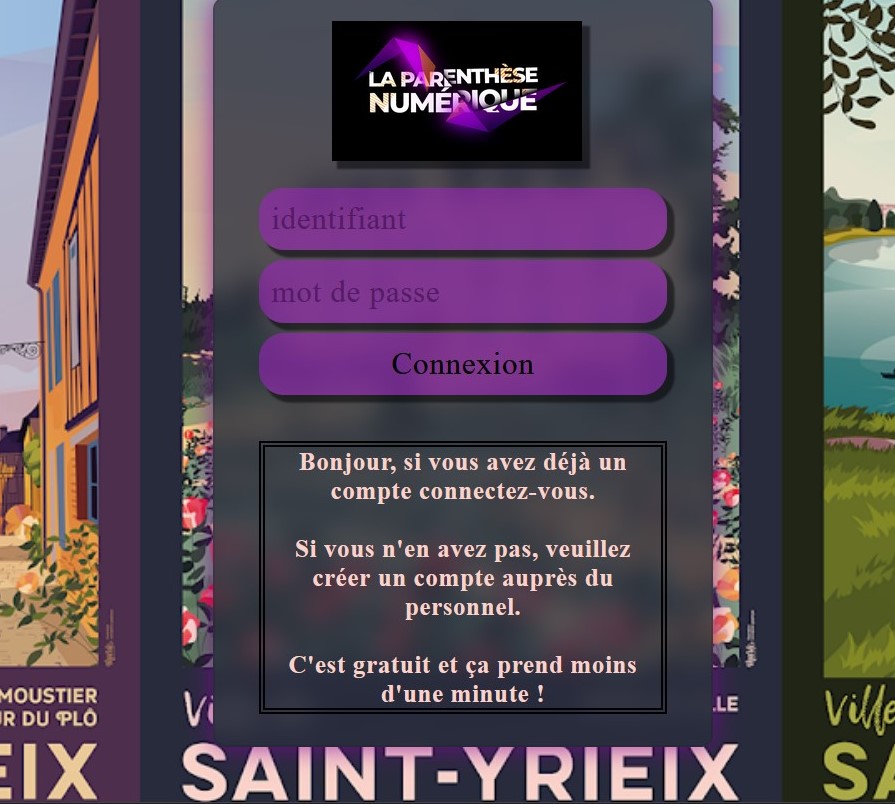 LA PARENTHÈSE
NUMÉRIQUE
identifiant
mot de passe
Connexion
Bonjour, si vous avez déjà un
compte connectez-vous.
Si vous n'en avez pas, veuillez
créer un compte auprès du
personnel.
C'est gratuit et ça prend moins
d'une minute !
MOUSTIER
UR DU PLÔ
EIX
Vi
LLE
SAINT-YRIEIX
Ville
SA